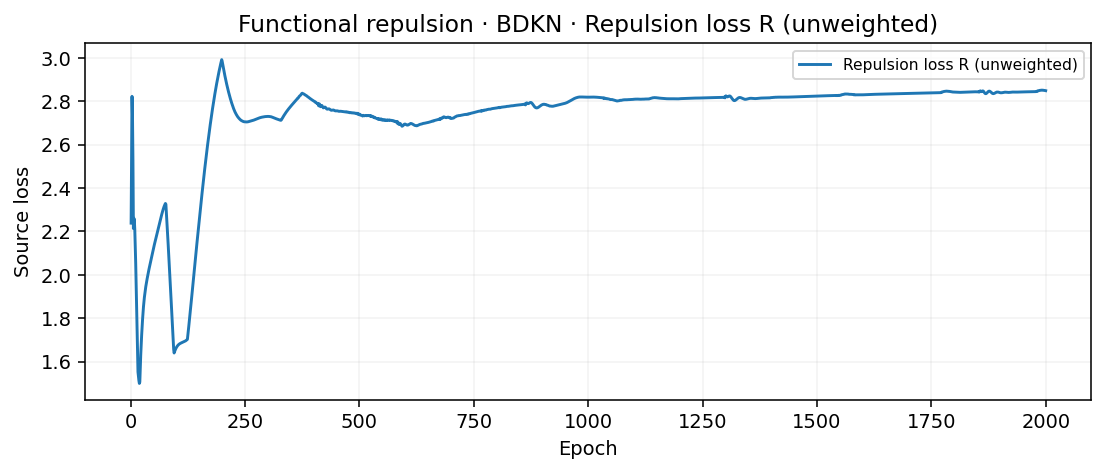 Functional repulsion · BDKN · Repulsion loss R (unweighted)
Repulsion loss R (unweighted)
Source loss
3.0
2.8
2.6
2.4
2.2
2.0
1.8
1.6
0 250 500 750 1000 1250 1500 1750 2000
Epoch